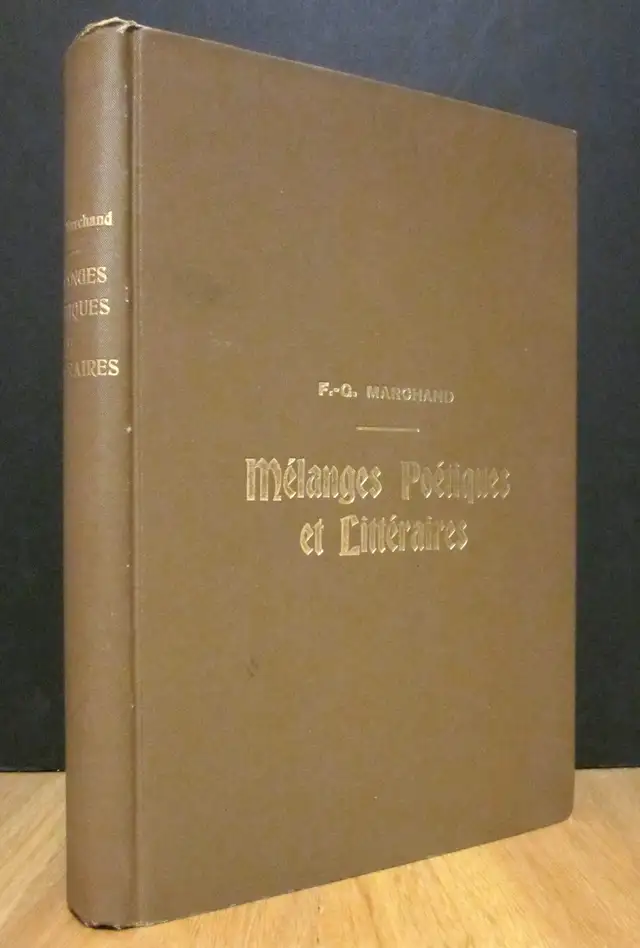 F.-G. MARCHAND
Mélanges Poétiques
et Littéraires